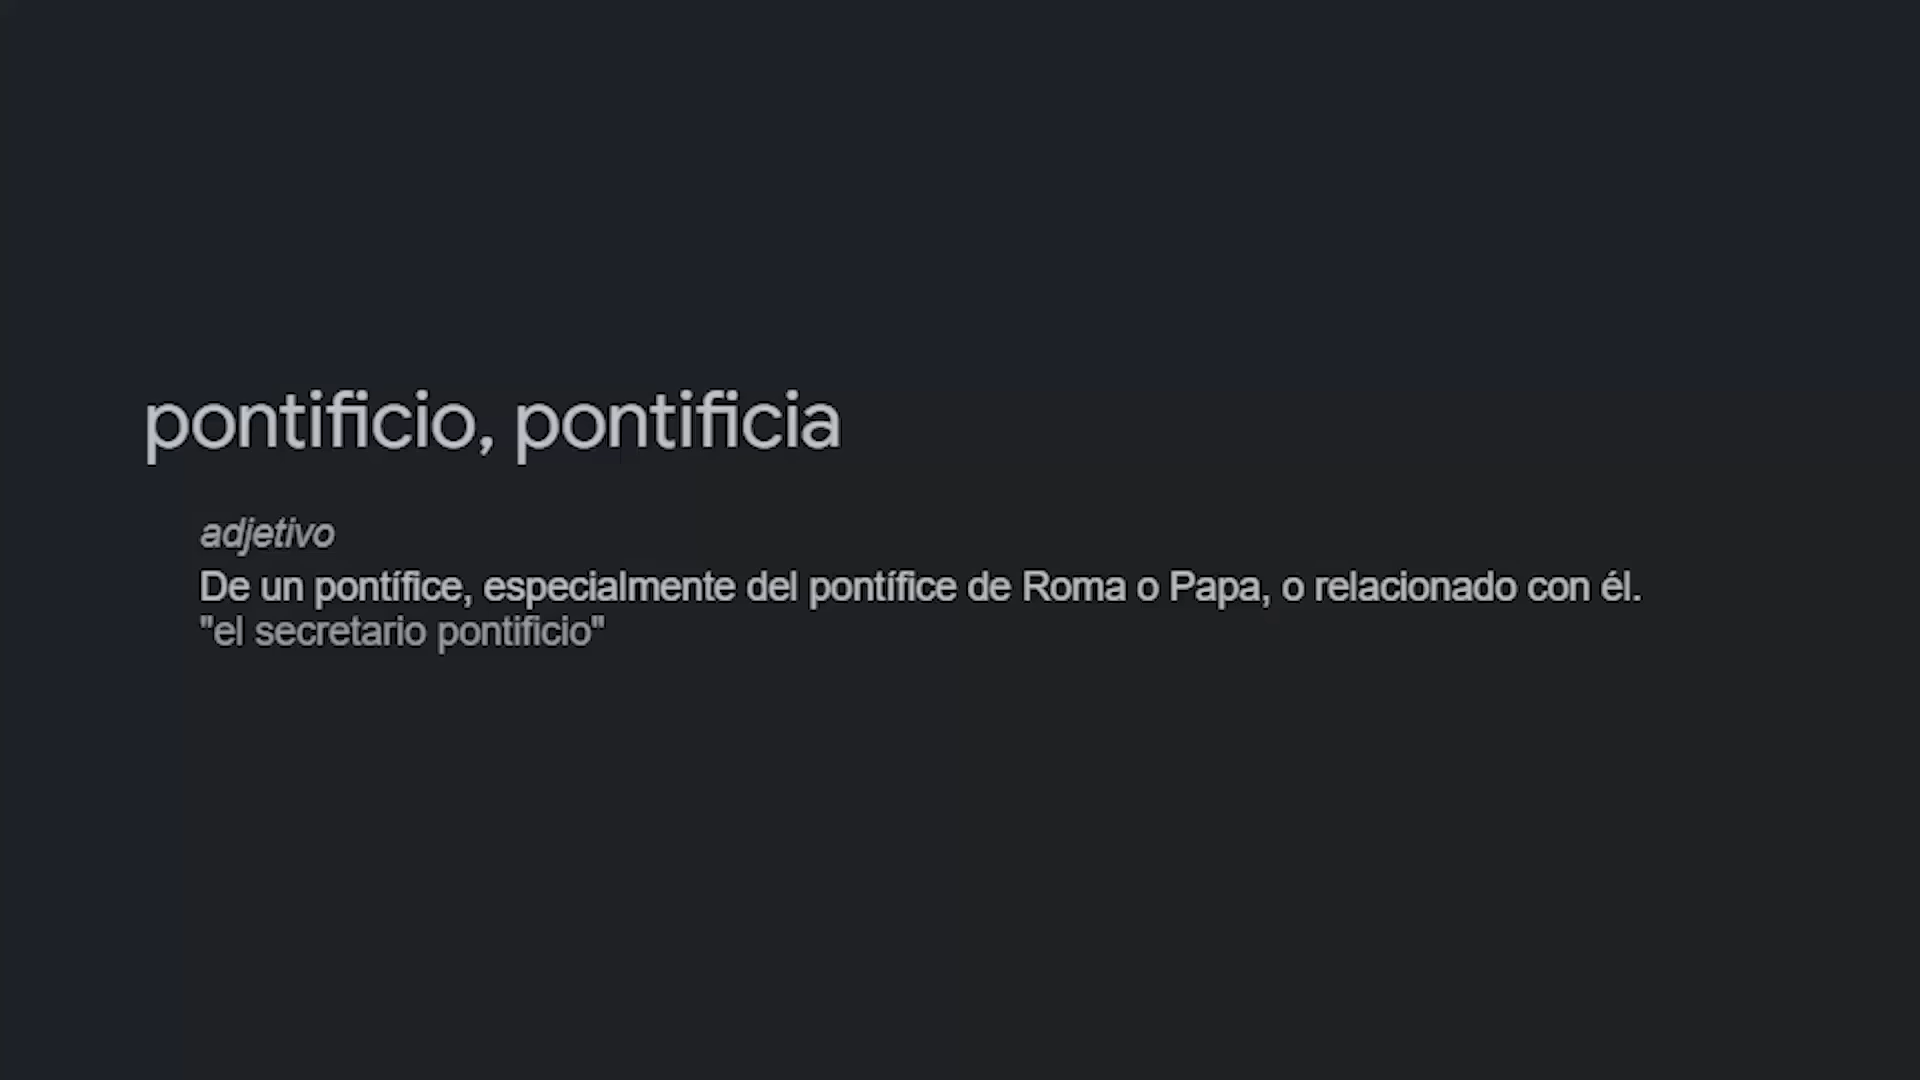 pontificio, pontificia
adjetivo
De un pontífice, especialmente del pontífice de Roma o Papa, o relacionado con él.
"el secretario pontificio"